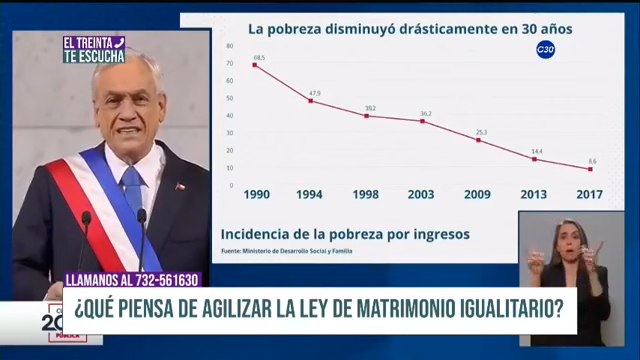 EL TREINTA
TE ESCUCHA
La pobreza disminuyó drásticamente en 30 años
C30
80
70
60
50
40
30
20
10
0
68,5
47,9
39,2
36,2
25,3
14,4
8,6
1990 1994 1998 2003 2009 2013 2017
Incidencia de la pobreza por ingresos
Fuente: Ministerio de Desarrollo Social y Familia
LLAMANOS AL 732-561630
¿QUÉ PIENSA DE AGILIZAR LA LEY DE MATRIMONIO IGUALITARIO?
PÚBLICA